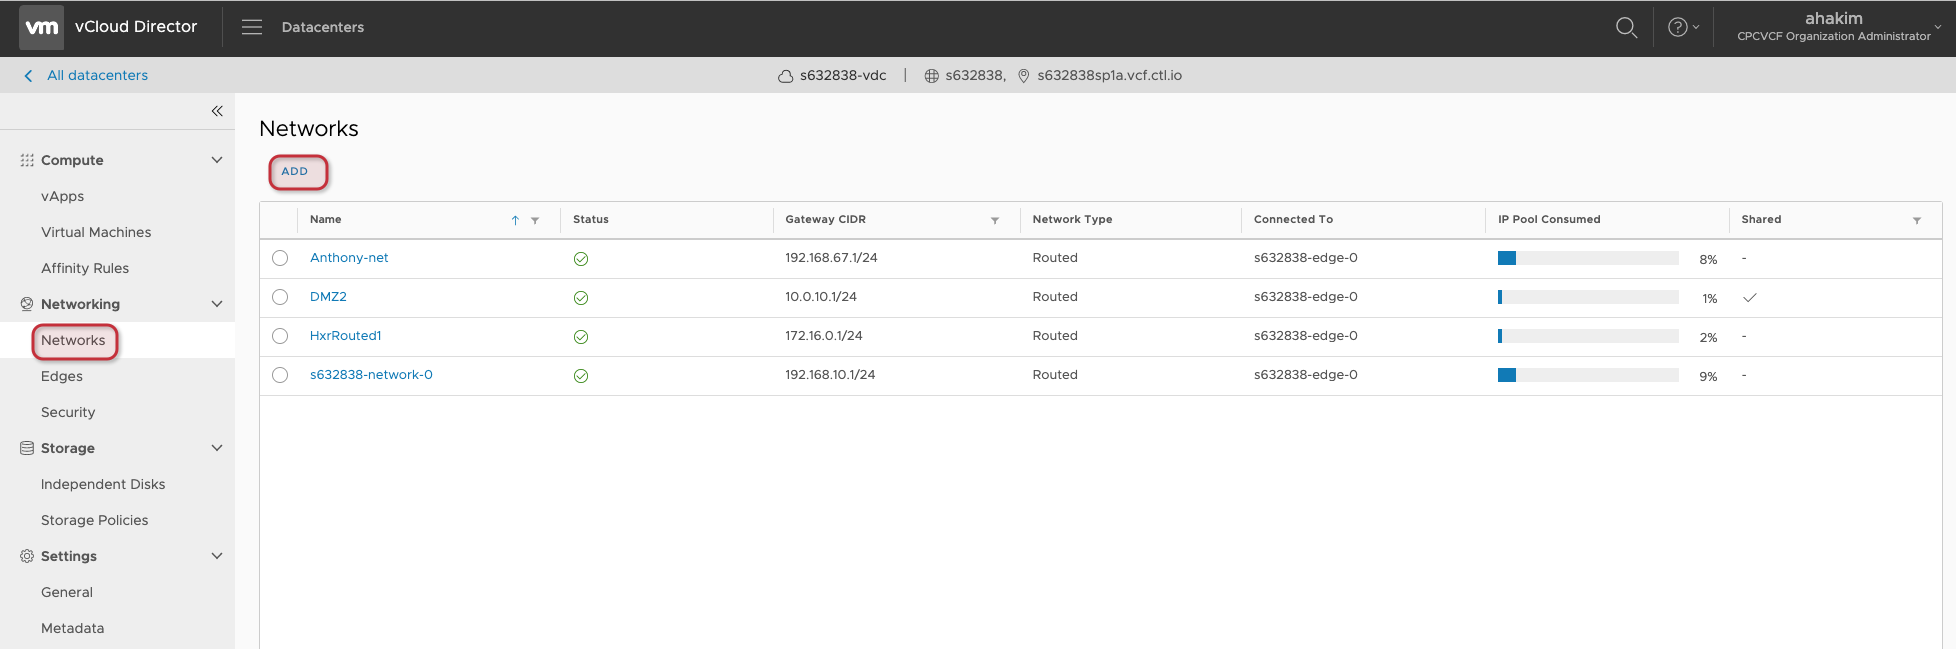 vm vCloud Director Datacenters ? ahakim
CPCVCF Organization Administrator
All datacenters s632838-vdc | s632838, s632838sp1a.vcf.ctl.io
Compute
vApps
Virtual Machines
Affinity Rules
Networking
Networks
Edges
Security
Storage
Independent Disks
Storage Policies
Settings
General
Metadata
Networks
ADD
Name Status Gateway CIDR Network Type Connected To IP Pool Consumed Shared
Anthony-net 192.168.67.1/24 Routed s632838-edge-0 8% -
DMZ2 10.0.10.1/24 Routed s632838-edge-0 1%
HxrRouted1 172.16.0.1/24 Routed s632838-edge-0 2% -
s632838-network-0 192.168.10.1/24 Routed s632838-edge-0 9% -